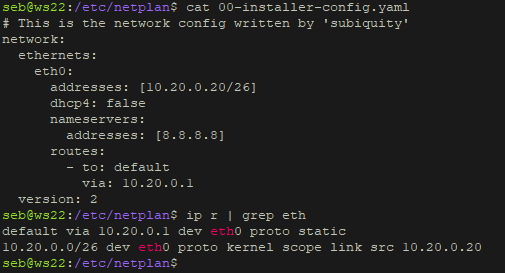 seb@ws22:/etc/netplan$ cat 00-installer-config.yaml
# This is the network config written by 'subiquity'
network:
  ethernets:
    eth0:
      addresses: [10.20.0.20/26]
      dhcp4: false
      nameservers:
        addresses: [8.8.8.8]
      routes:
        - to: default
          via: 10.20.0.1
  version: 2
seb@ws22:/etc/netplan$ ip r | grep eth
default via 10.20.0.1 dev eth0 proto static
10.20.0.0/26 dev eth0 proto kernel scope link src 10.20.0.20
seb@ws22:/etc/netplan$